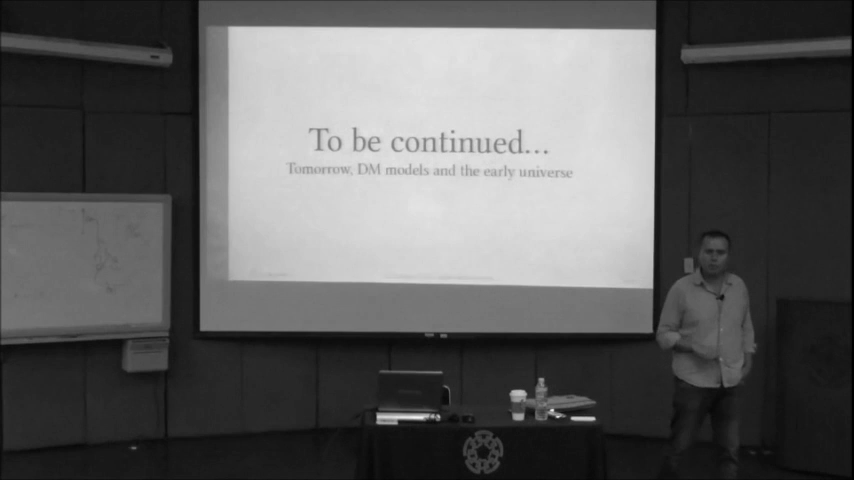 To be continued...
Tomorrow, DM models and the early universe